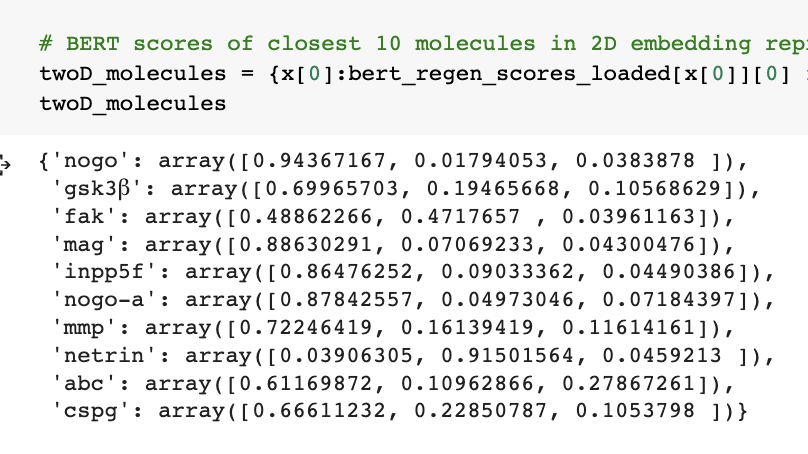 # BERT scores of closest 10 molecules in 2D embedding
twoD_molecules = {x[0]:bert_regen_scores_loaded[x[0]][0]
twoD_molecules
{'nogo': array([0.94367167, 0.01794053, 0.0383878 ]),
'gsk3β': array([0.69965703, 0.19465668, 0.10568629]),
'fak': array([0.48862266, 0.4717657 , 0.03961163]),
'mag': array([0.88630291, 0.07069233, 0.04300476]),
'inpp5f': array([0.86476252, 0.09033362, 0.04490386]),
'nogo-a': array([0.87842557, 0.04973046, 0.07184397]),
'mmp': array([0.72246419, 0.16139419, 0.11614161]),
'netrin': array([0.03906305, 0.91501564, 0.0459213 ]),
'abc': array([0.61169872, 0.10962866, 0.27867261]),
'cspg': array([0.66611232, 0.22850787, 0.1053798 ])}